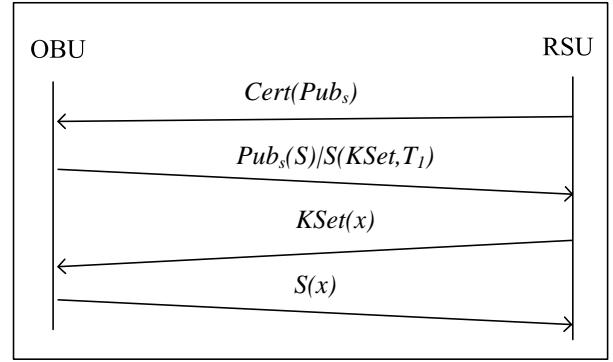 OBU RSU
Cert(Pubₛ)
Pubₛ(S)/S(KSet,T₁)
KSet(x)
S(x)